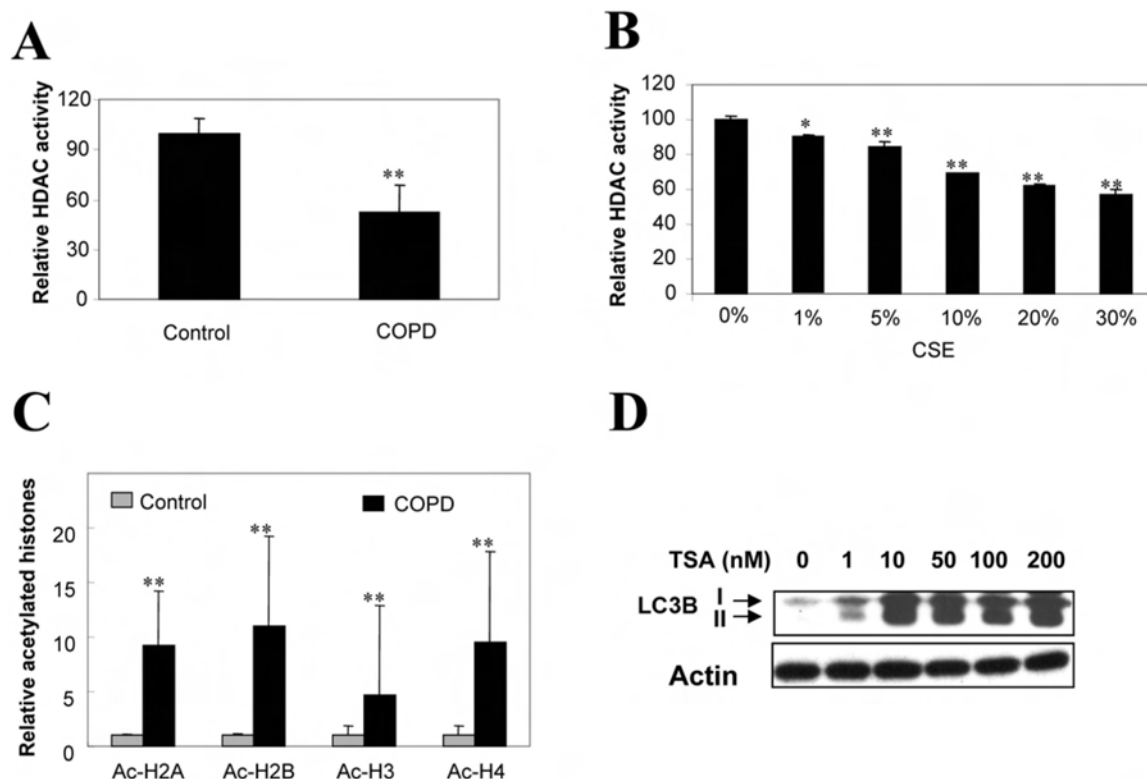 A
Relative HDAC activity
120
90
60
30
0
**
Control COPD
B
Relative HDAC activity
120
100
80
60
40
20
0
* ** ** ** **
0% 1% 5% 10% 20% 30%
CSE
C
Relative acetylated histones
20
15
10
5
0
Control COPD
** ** ** **
Ac-H2A Ac-H2B Ac-H3 Ac-H4
D
TSA (nM) 0 1 10 50 100 200
LC3B I
II
Actin